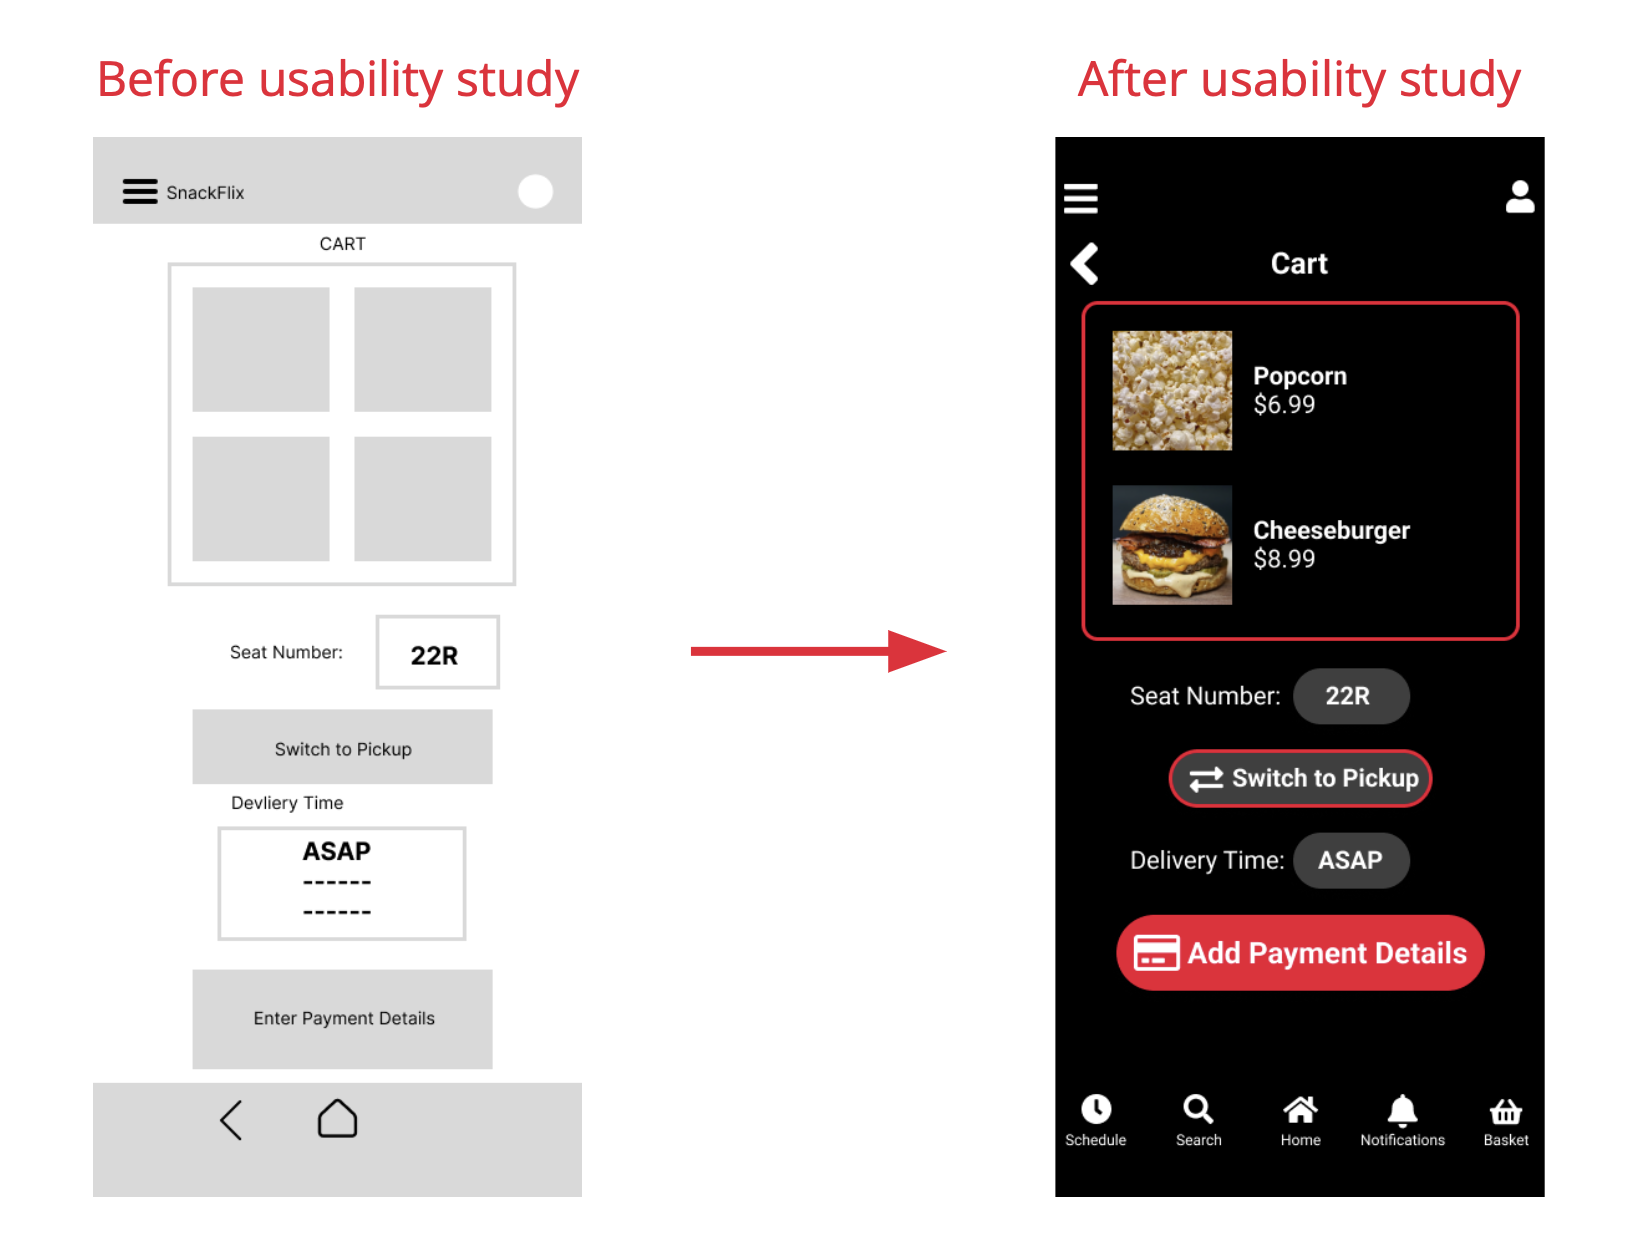 Before usability study
After usability study
SnackFlix
CART
Seat Number:
22R
Switch to Pickup
Devliery Time
ASAP
------
------
Enter Payment Details
Cart
Popcorn
$6.99
Cheeseburger
$8.99
Seat Number: 22R
Switch to Pickup
Delivery Time: ASAP
Add Payment Details
Schedule Search Home Notifications Basket